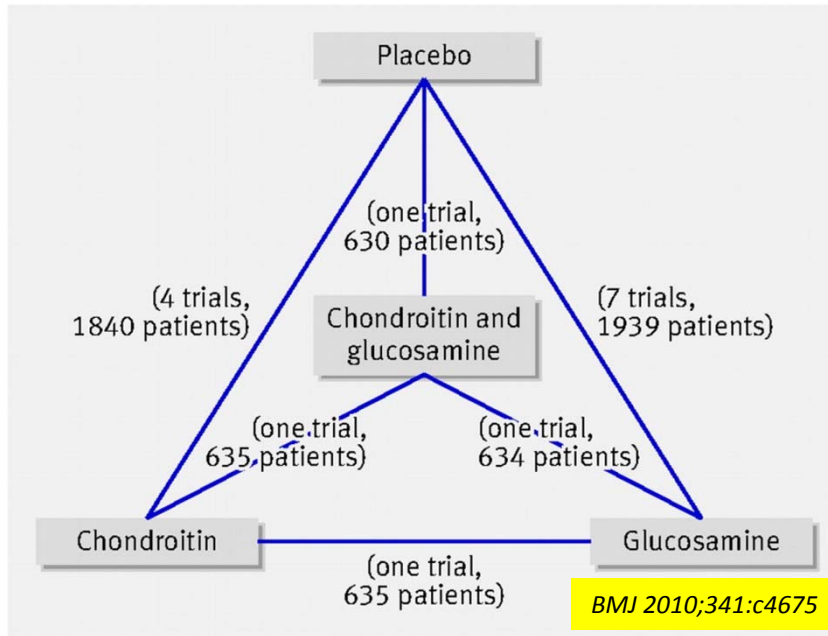 Placebo
(one trial,
630 patients)
(4 trials,
1840 patients)
(7 trials,
1939 patients)
Chondroitin and
glucosamine
(one trial,
635 patients)
(one trial,
634 patients)
Chondroitin
Glucosamine
(one trial,
635 patients)
BMJ 2010;341:c4675